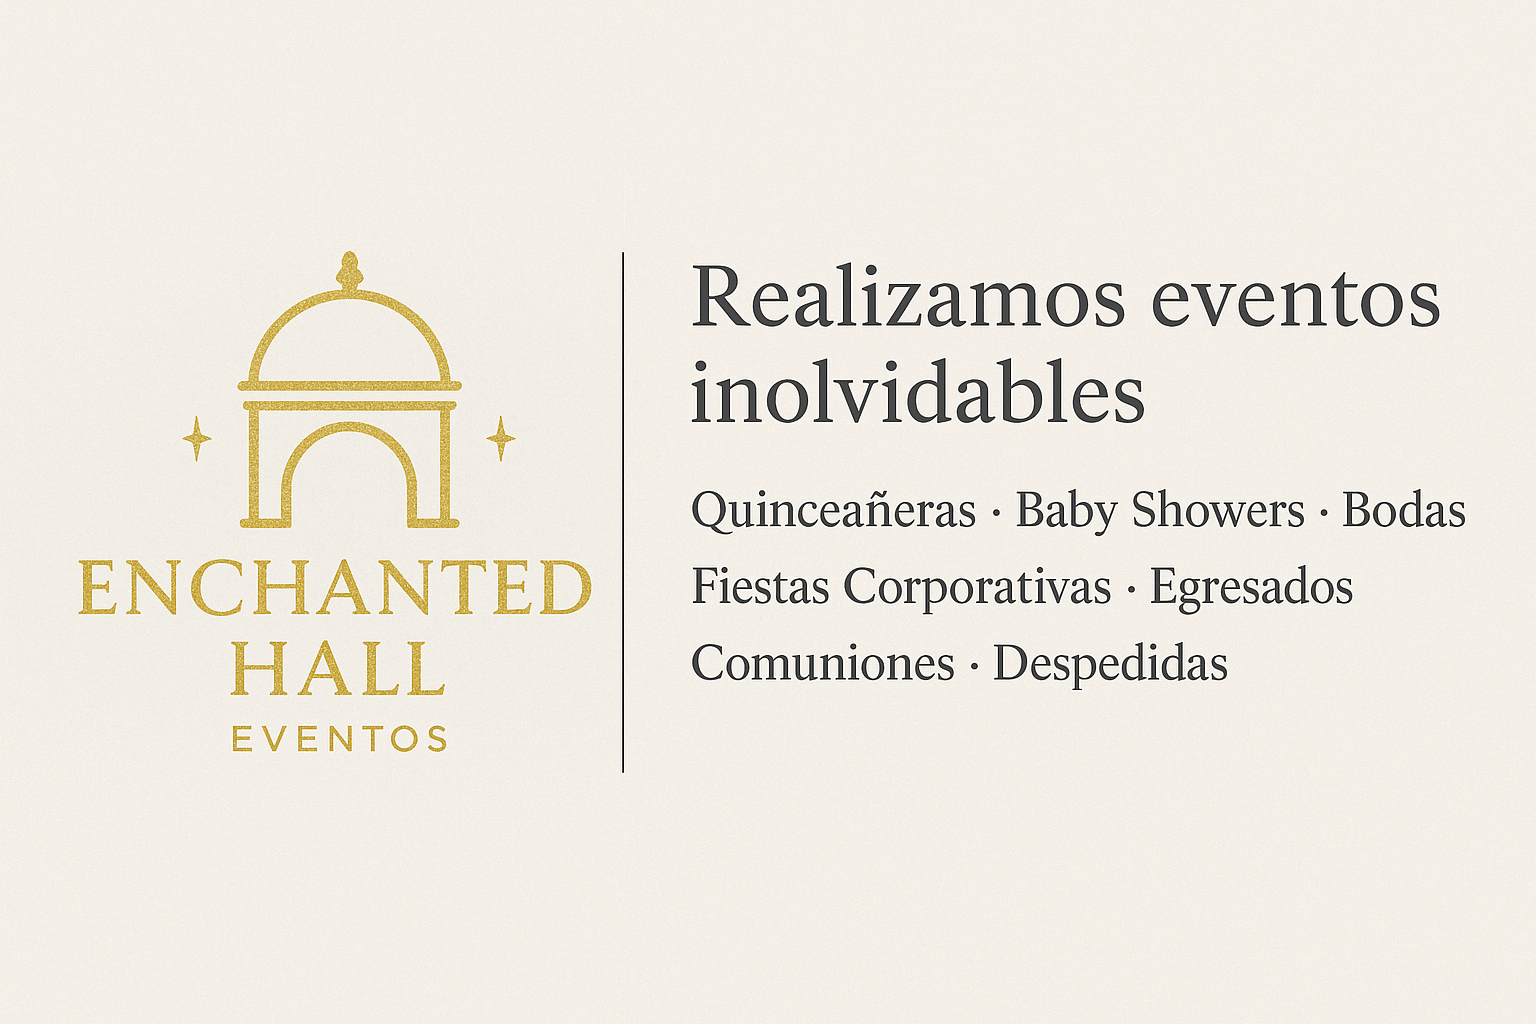 ENCHANTED
HALL
EVENTOS
Realizamos eventos
inolvidables
Quinceañeras · Baby Showers · Bodas
Fiestas Corporativas · Egresados
Comuniones · Despedidas